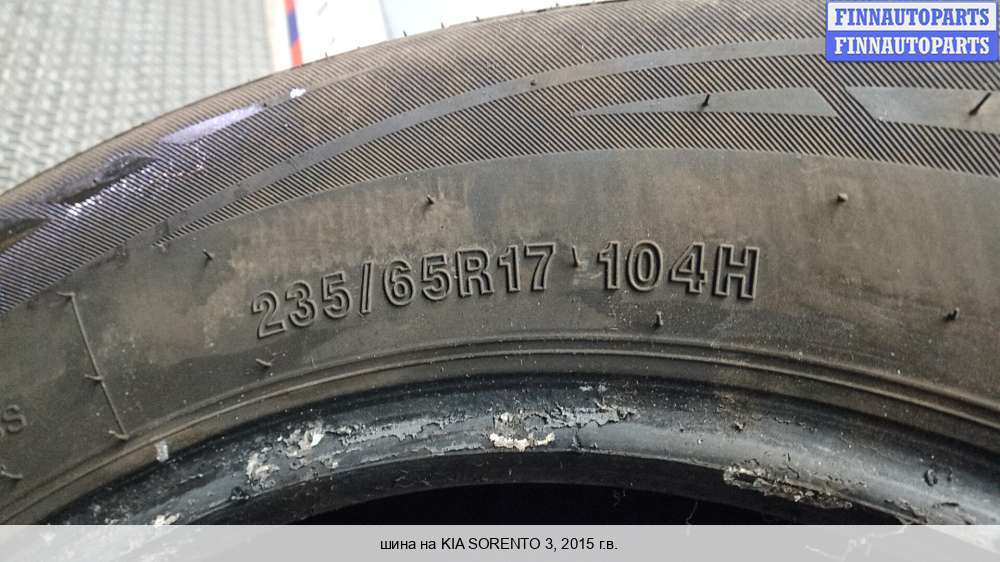 FINNAUTOPARTS
FINNAUTOPARTS
235/65R17 104H
S
шина на KIA SORENTO 3, 2015 г.в.